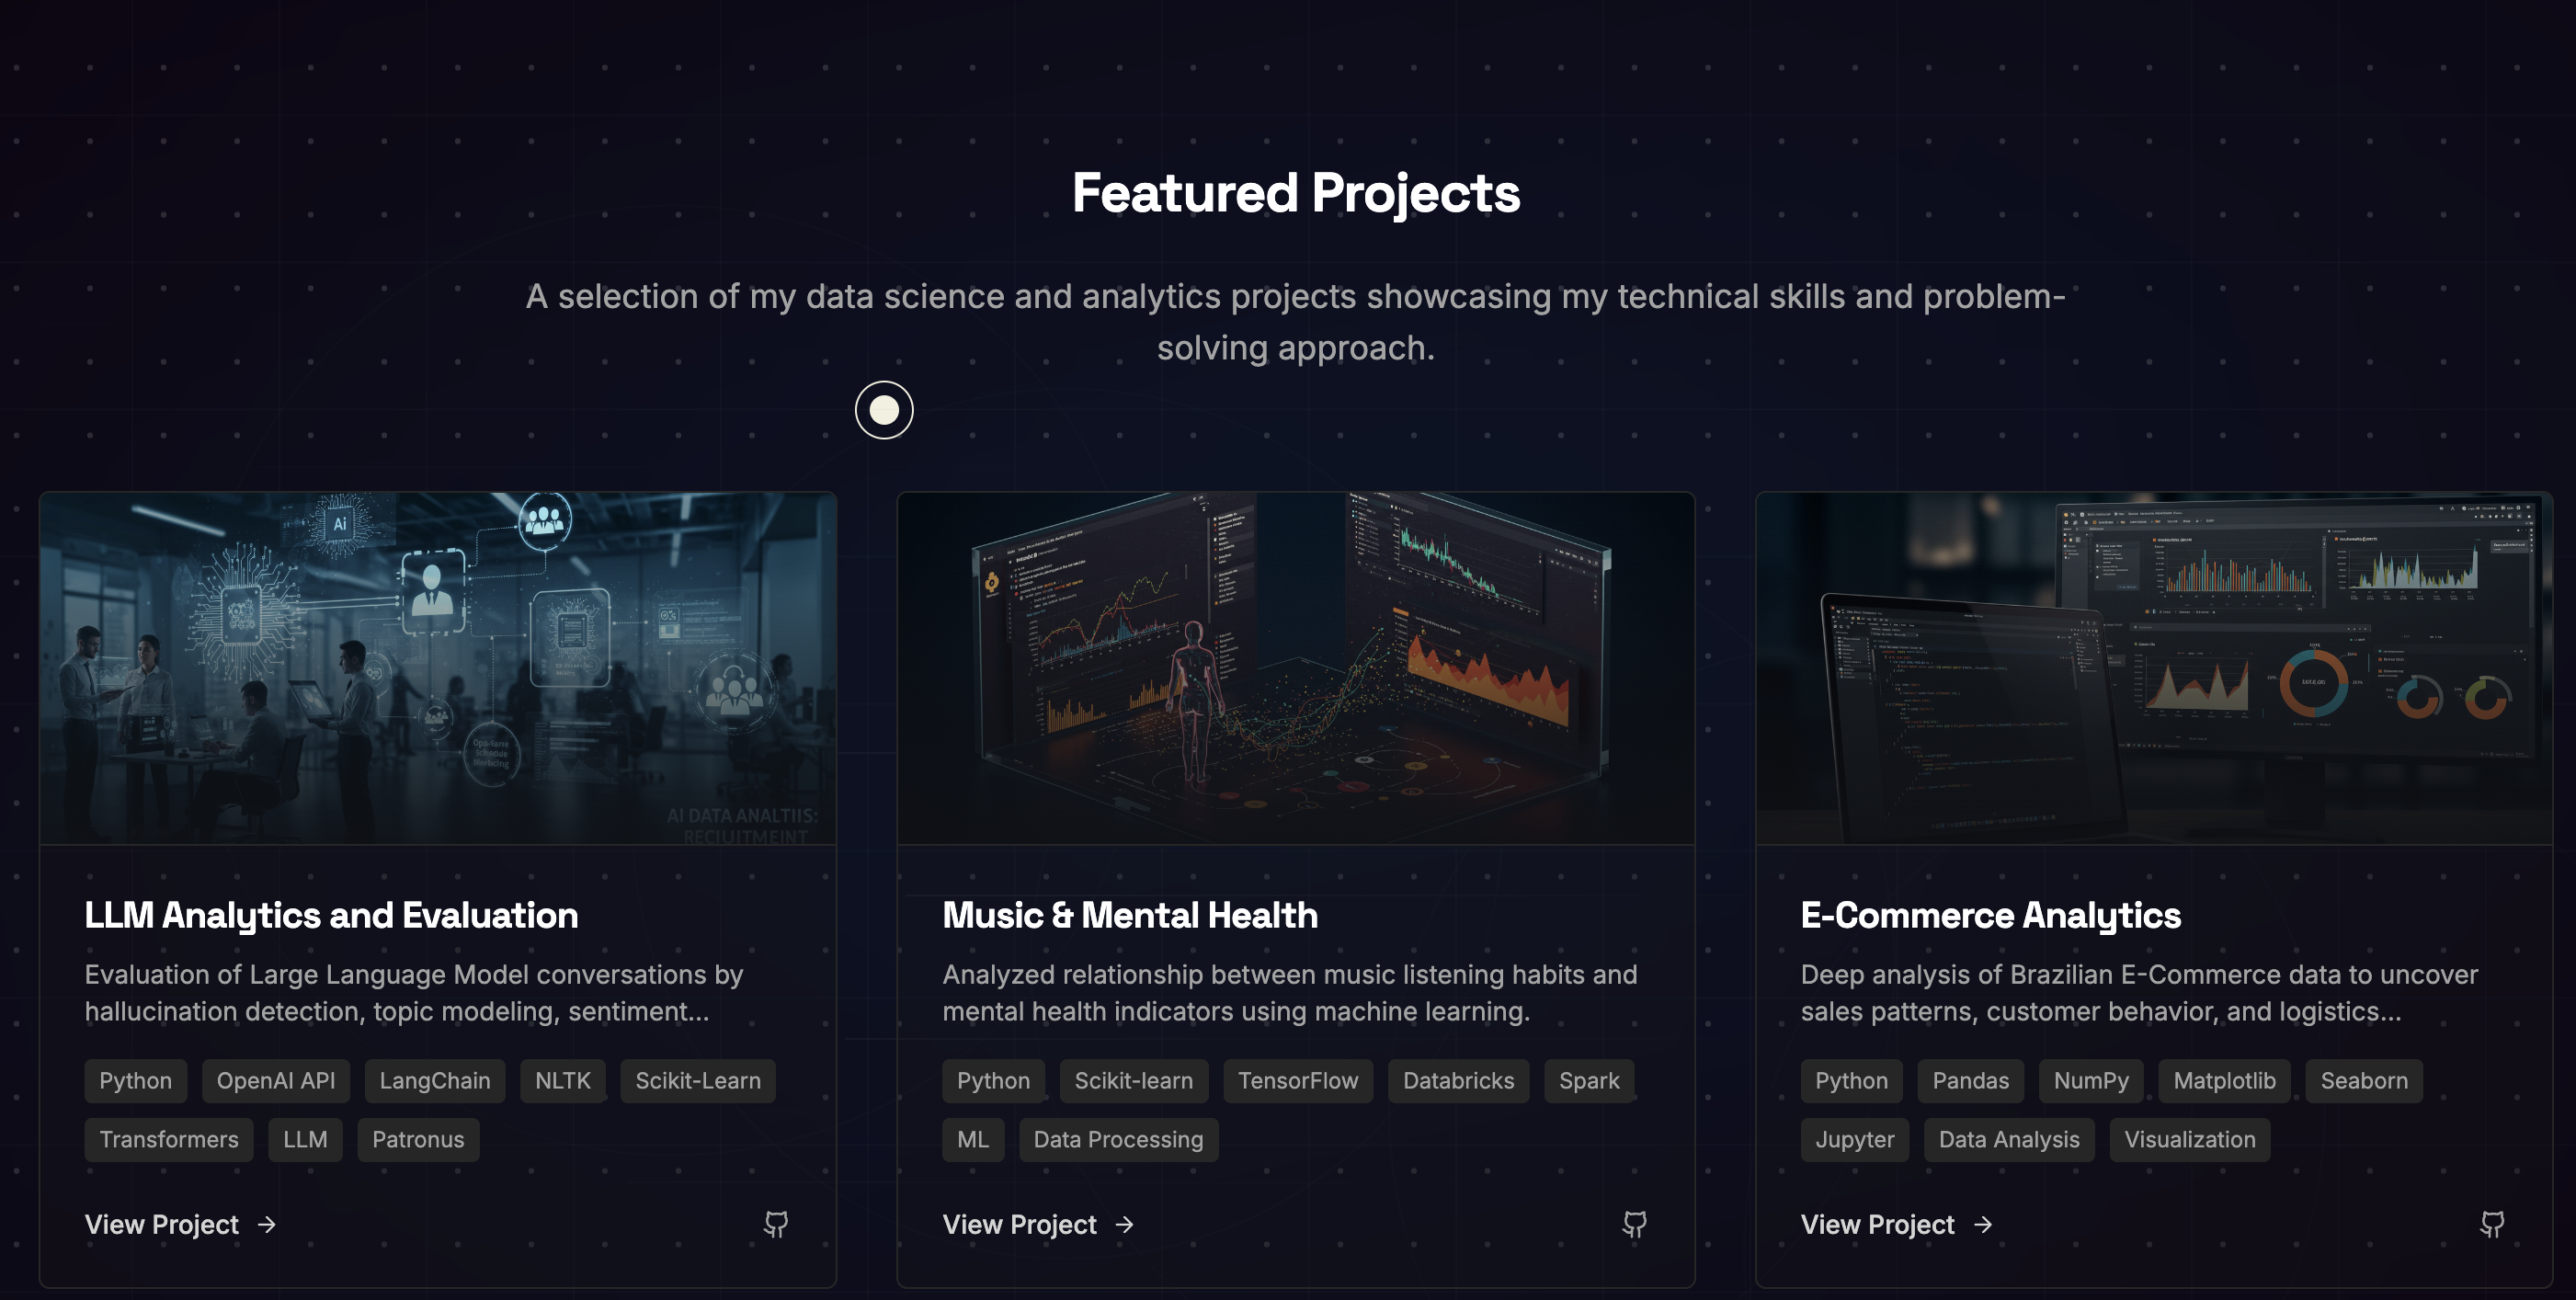 Featured Projects
A selection of my data science and analytics projects showcasing my technical skills and problem-
solving approach.
Ai
AI DATA ANALTIIS:
RECIUITMEINT
LLM Analytics and Evaluation
Evaluation of Large Language Model conversations by
hallucination detection, topic modeling, sentiment...
Python OpenAI API LangChain NLTK Scikit-Learn
Transformers LLM Patronus
View Project →
Music & Mental Health
Analyzed relationship between music listening habits and
mental health indicators using machine learning.
Python Scikit-learn TensorFlow Databricks Spark
ML Data Processing
View Project →
E-Commerce Analytics
Deep analysis of Brazilian E-Commerce data to uncover
sales patterns, customer behavior, and logistics...
Python Pandas NumPy Matplotlib Seaborn
Jupyter Data Analysis Visualization
View Project →